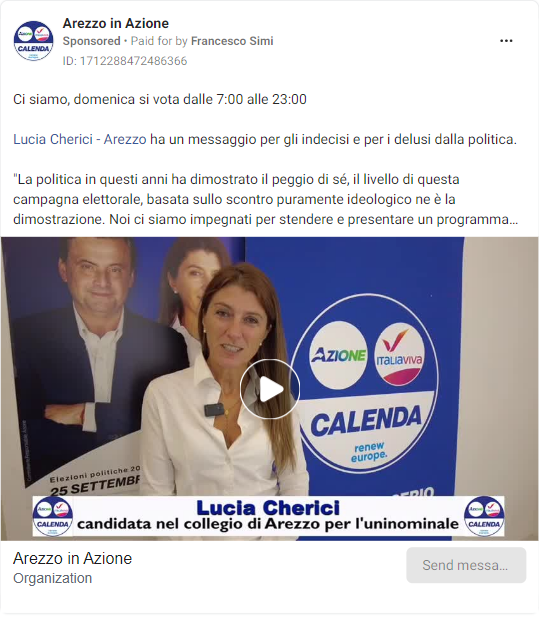 Arezzo in Azione
Sponsored • Paid for by Francesco Simi
ID: 1712288472486366
Ci siamo, domenica si vota dalle 7:00 alle 23:00
Lucia Cherici - Arezzo ha un messaggio per gli indecisi e per i delusi dalla politica.
"La politica in questi anni ha dimostrato il peggio di sé, il livello di questa
campagna elettorale, basata sullo scontro puramente ideologico ne è la
dimostrazione. Noi ci siamo impegnati per stendere e presentare un programma...
AZIONE
ITALIAVIVA
CALENDA
renew
europe.
Elezioni politiche 20
25 SETTEMB
Lucia Cherici
candidata nel collegio di Arezzo per l'uninominale
CALENDA
CALENDA
Arezzo in Azione
Organization
Send messa...